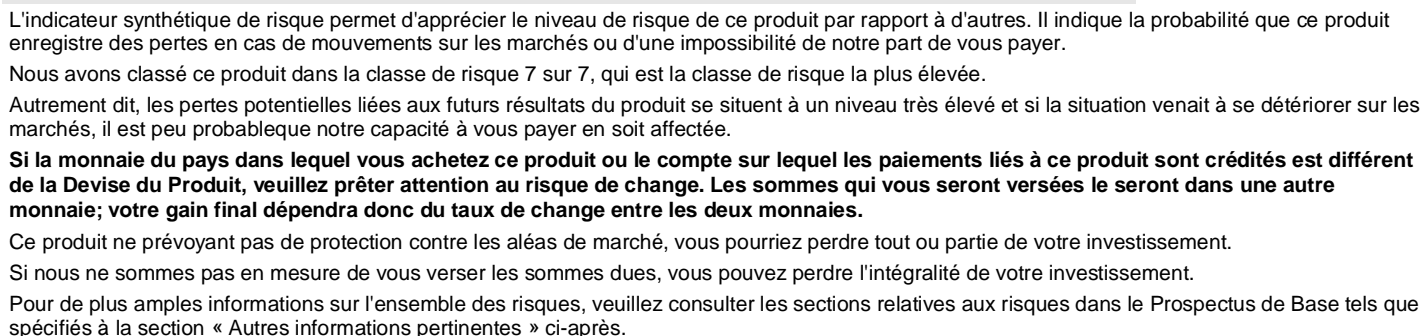 L'indicateur synthétique de risque permet d'apprécier le niveau de risque de ce produit par rapport à d'autres. Il indique la probabilité que ce produit
enregistre des pertes en cas de mouvements sur les marchés ou d'une impossibilité de notre part de vous payer.
Nous avons classé ce produit dans la classe de risque 7 sur 7, qui est la classe de risque la plus élevée.
Autrement dit, les pertes potentielles liées aux futurs résultats du produit se situent à un niveau très élevé et si la situation venait à se détériorer sur les
marchés, il est peu probableque notre capacité à vous payer en soit affectée.
Si la monnaie du pays dans lequel vous achetez ce produit ou le compte sur lequel les paiements liés à ce produit sont crédités est différent
de la Devise du Produit, veuillez prêter attention au risque de change. Les sommes qui vous seront versées le seront dans une autre
monnaie; votre gain final dépendra donc du taux de change entre les deux monnaies.
Ce produit ne prévoyant pas de protection contre les aléas de marché, vous pourriez perdre tout ou partie de votre investissement.
Si nous ne sommes pas en mesure de vous verser les sommes dues, vous pouvez perdre l'intégralité de votre investissement.
Pour de plus amples informations sur l'ensemble des risques, veuillez consulter les sections relatives aux risques dans le Prospectus de Base tels que
spécifiés à la section « Autres informations pertinentes » ci-après.